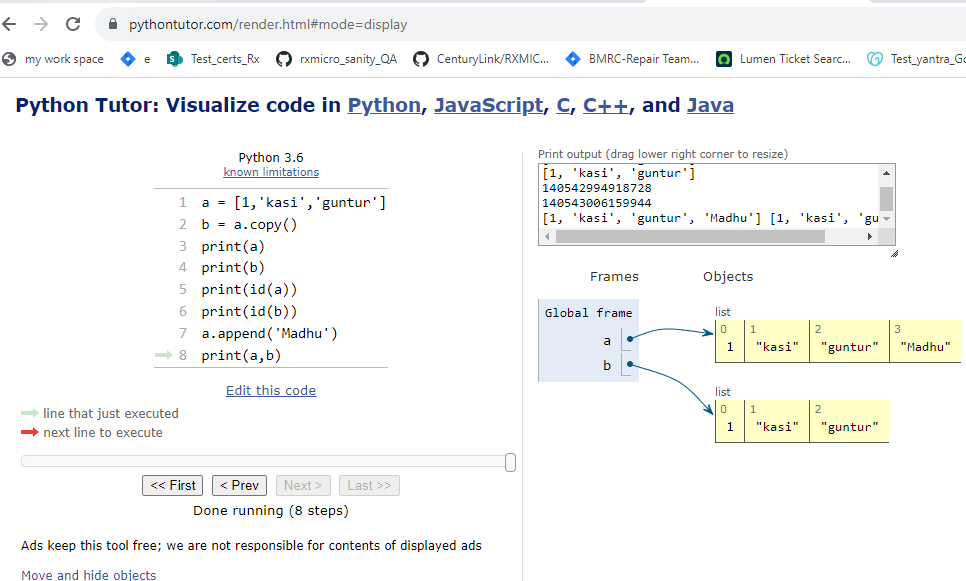 pythontutor.com/render.html#mode=display
my work space e Test_certs_Rx rxmicro_sanity_QA CenturyLink/RXMIC... BMRC-Repair Team... Lumen Ticket Searc... Test_yantra_Go
Python Tutor: Visualize code in Python, JavaScript, C, C++, and Java
Python 3.6
known limitations
1 a = [1,'kasi','guntur']
2 b = a.copy()
3 print(a)
4 print(b)
5 print(id(a))
6 print(id(b))
7 a.append('Madhu')
8 print(a,b)
Edit this code
line that just executed
next line to execute
<< First < Prev Next > Last >>
Done running (8 steps)
Ads keep this tool free; we are not responsible for contents of displayed ads
Move and hide objects
Print output (drag lower right corner to resize)
[1, 'kasi', 'guntur']
140542994918728
140543006159944
[1, 'kasi', 'guntur', 'Madhu'] [1, 'kasi', 'gu
Frames Objects
Global frame
a
b
list
0 1 2 3
1 "kasi" "guntur" "Madhu"
list
0 1 2
1 "kasi" "guntur"